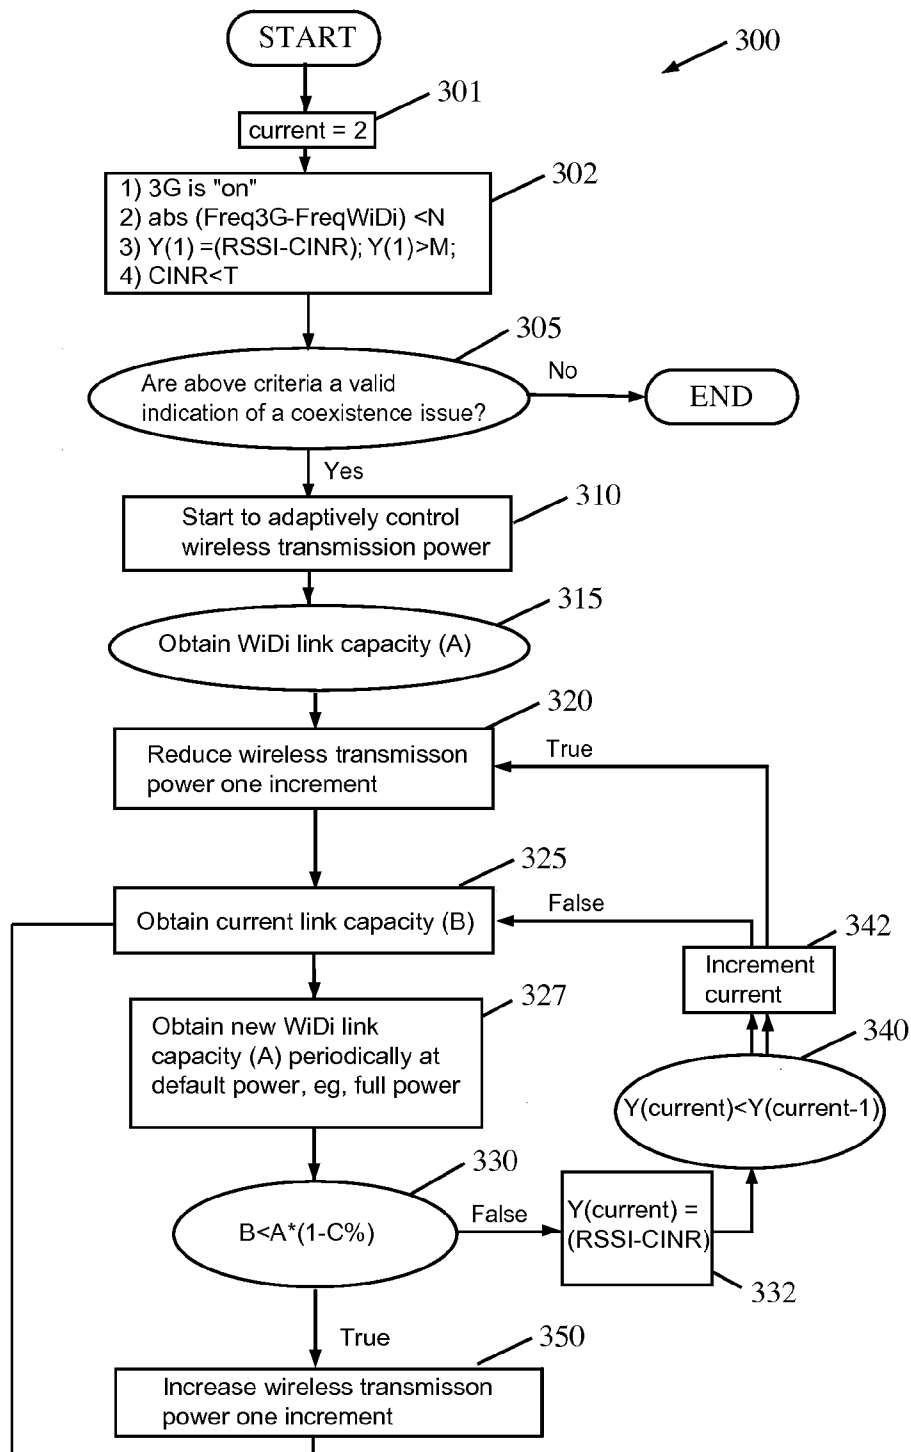 START
300
301
current = 2
302
1) 3G is "on"
2) abs (Freq3G-FreqWiDi) <N
3) Y(1) =(RSSI-CINR); Y(1)>M;
4) CINR<T
305
Are above criteria a valid
indication of a coexistence issue?
No
END
Yes
310
Start to adaptively control
wireless transmission power
315
Obtain WiDi link capacity (A)
320
Reduce wireless transmisson
power one increment
True
325
Obtain current link capacity (B)
False
342
Increment
current
327
Obtain new WiDi link
capacity (A) periodically at
default power, eg, full power
340
Y(current)<Y(current-1)
330
B<A*(1-C%)
False
Y(current) =
(RSSI-CINR)
332
True
350
Increase wireless transmisson
power one increment